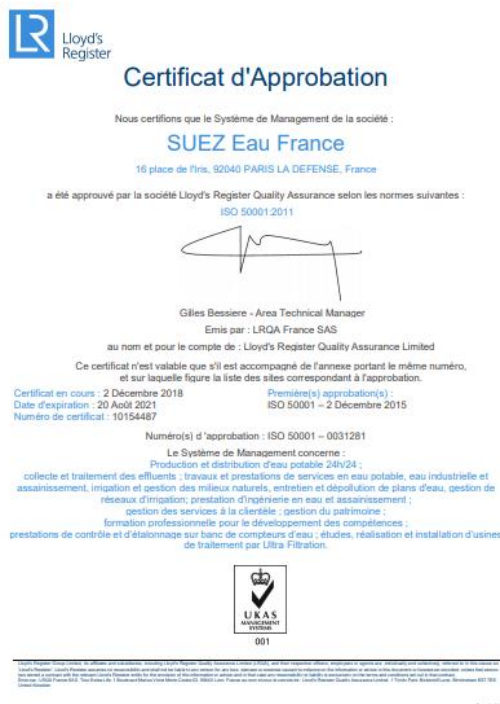 LR
Lloyd's
Register
Certificat d'Approbation
Nous certifions que le Système de Management de la société :
SUEZ Eau France
16 place de l'Iris, 92040 PARIS LA DEFENSE, France
a été approuvé par la société Lloyd's Register Quality Assurance selon les normes suivantes :
ISO 50001:2011
Gilles Bessiere - Area Technical Manager
Emis par : LRQA France SAS
au nom et pour le compte de : Lloyd's Register Quality Assurance Limited
Ce certificat n'est valable que s'il est accompagné de l'annexe portant le même numéro,
et sur laquelle figure la liste des sites correspondant à l'approbation.
Certificat en cours : 2 Décembre 2018
Date d'expiration : 20 Août 2021
Numéro de certificat : 10154487
Première(s) approbation(s) :
ISO 50001 – 2 Décembre 2015
Numéro(s) d'approbation : ISO 50001 – 0031281
Le Système de Management concerne :
Production et distribution d'eau potable 24h/24 ;
collecte et traitement des effluents ; travaux et prestations de services en eau potable, eau industrielle et
assainissement, irrigation et gestion des milieux naturels, entretien et dépollution de plans d'eau, gestion de
réseaux d'irrigation; prestation d'ingénierie en eau et assainissement ;
gestion des services à la clientèle ; gestion du patrimoine ;
formation professionnelle pour le développement des compétences ;
prestations de contrôle et d'étalonnage sur banc de compteurs d'eau ; études, réalisation et installation d'usines
de traitement par Ultra Filtration.
UKAS
MANAGEMENT
SYSTEMS
001